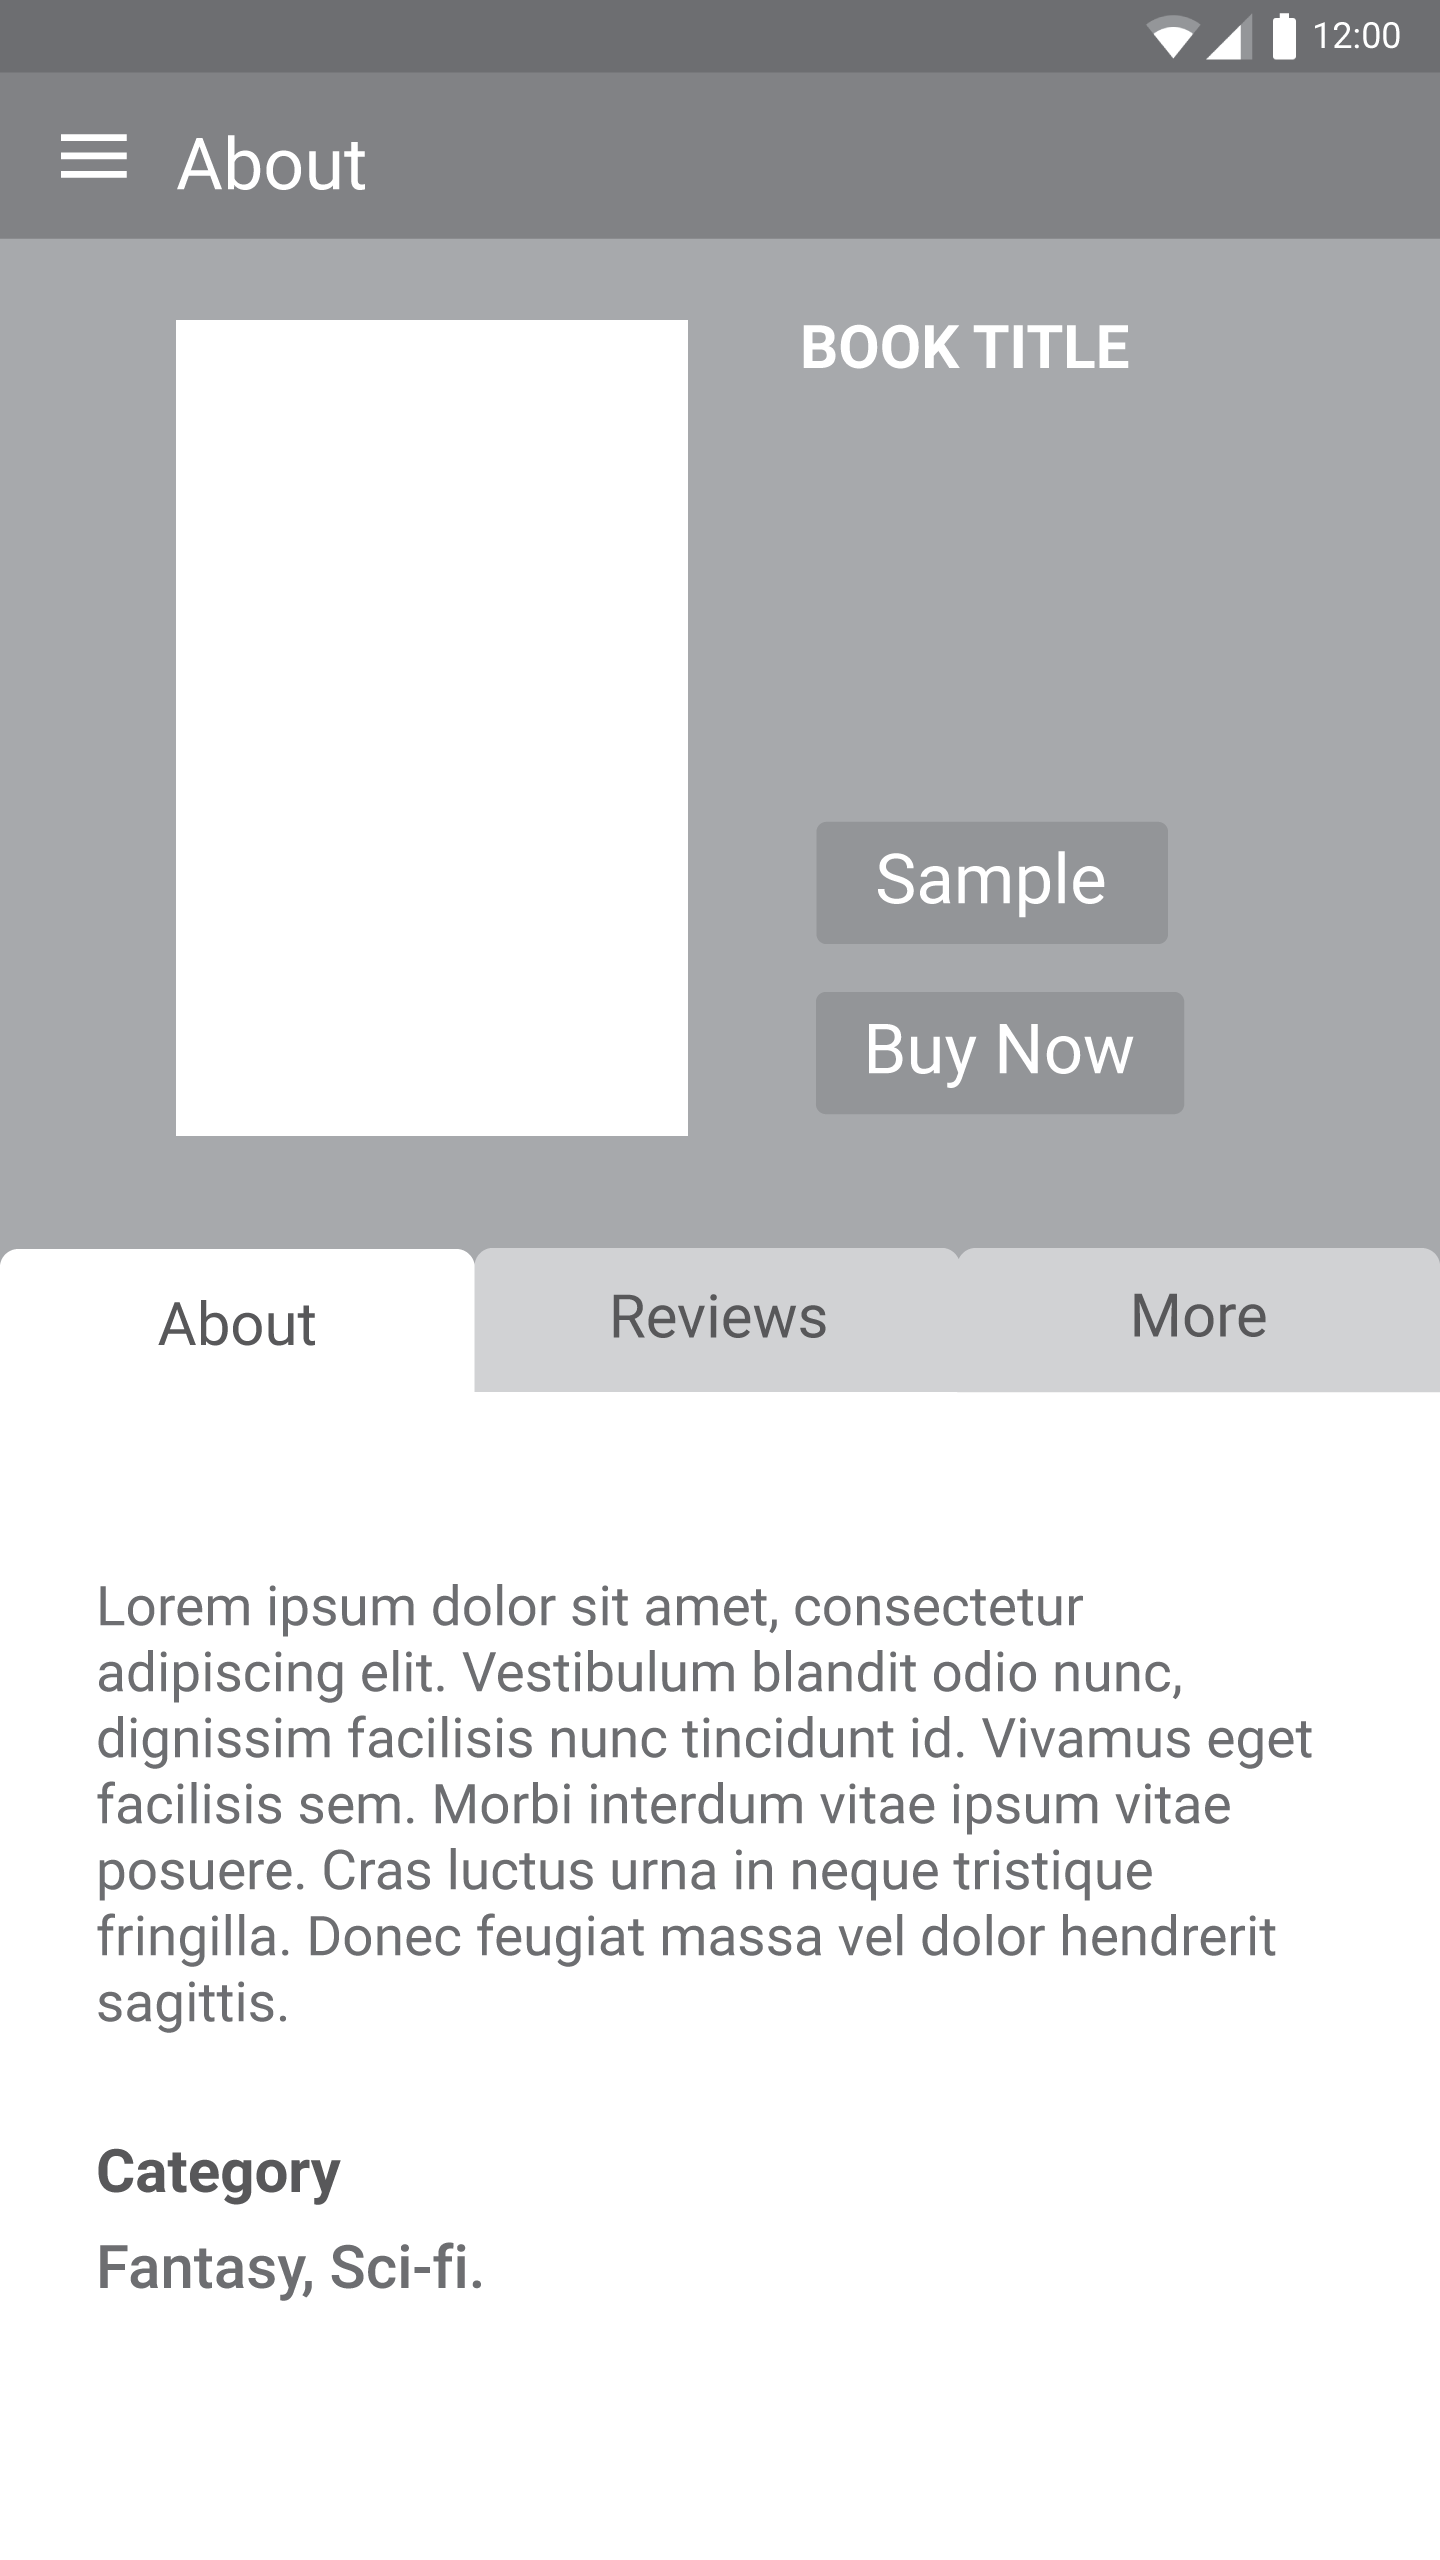 12:00
About
BOOK TITLE
Sample
Buy Now
About
Reviews
More
Lorem ipsum dolor sit amet, consectetur
adipiscing elit. Vestibulum blandit odio nunc,
dignissim facilisis nunc tincidunt id. Vivamus eget
facilisis sem. Morbi interdum vitae ipsum vitae
posuere. Cras luctus urna in neque tristique
fringilla. Donec feugiat massa vel dolor hendrerit
sagittis.
Category
Fantasy, Sci-fi.